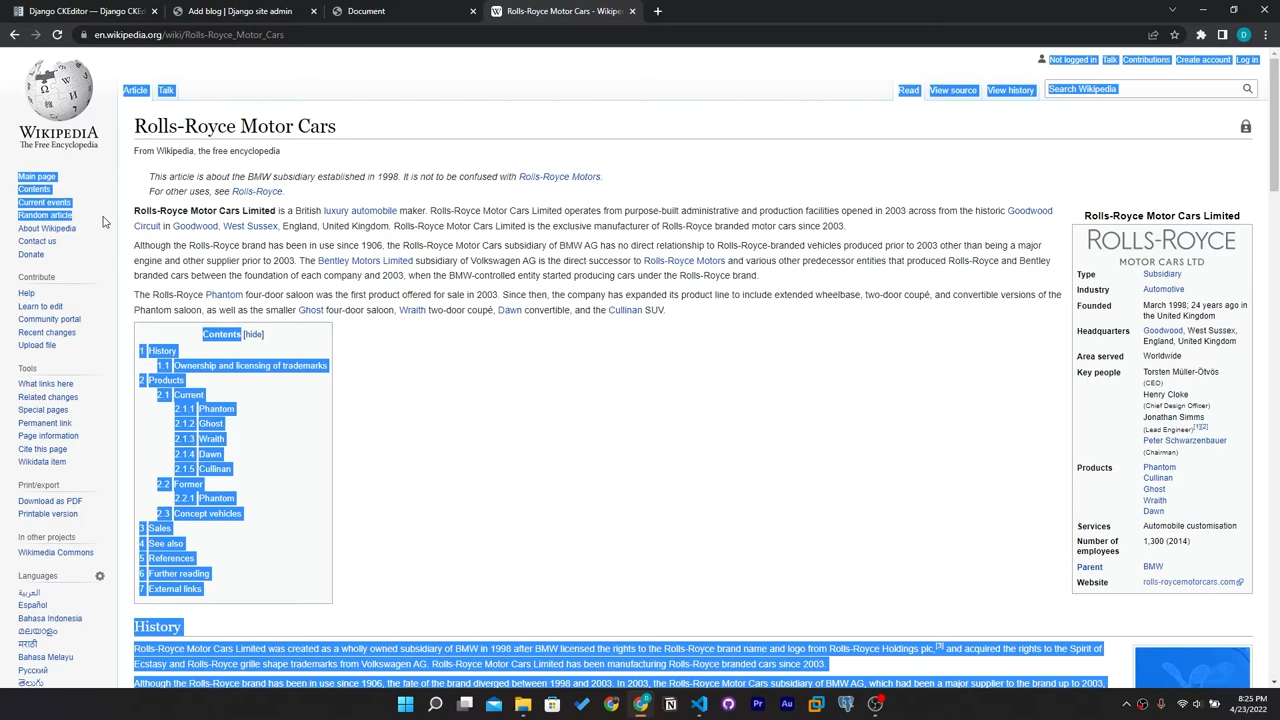 Django CKEditor — Django CKEd
Add blog | Django site admin
Document
Rolls-Royce Motor Cars - Wikipe
en.wikipedia.org/wiki/Rolls-Royce_Motor_Cars
D
WIKIPEDIA
The Free Encyclopedia
Not logged in Talk Contributions Create account Log in
Article Talk
Read View source View history
Search Wikipedia
Main page
Contents
Current events
Random article
About Wikipedia
Contact us
Donate
Contribute
Help
Learn to edit
Community portal
Recent changes
Upload file
Tools
What links here
Related changes
Special pages
Permanent link
Page information
Cite this page
Wikidata item
Print/export
Download as PDF
Printable version
In other projects
Wikimedia Commons
Languages
العربية
Español
Bahasa Indonesia
മലയാളം
मराठी
Bahasa Melayu
Русский
తెలుగు
Rolls-Royce Motor Cars
From Wikipedia, the free encyclopedia
This article is about the BMW subsidiary established in 1998. It is not to be confused with Rolls-Royce Motors.
For other uses, see Rolls-Royce.
Rolls-Royce Motor Cars Limited is a British luxury automobile maker. Rolls-Royce Motor Cars Limited operates from purpose-built administrative and production facilities opened in 2003 across from the historic Goodwood
Circuit in Goodwood, West Sussex, England, United Kingdom. Rolls-Royce Motor Cars Limited is the exclusive manufacturer of Rolls-Royce branded motor cars since 2003.
Although the Rolls-Royce brand has been in use since 1906, the Rolls-Royce Motor Cars subsidiary of BMW AG has no direct relationship to Rolls-Royce-branded vehicles produced prior to 2003 other than being a major
engine and other supplier prior to 2003. The Bentley Motors Limited subsidiary of Volkswagen AG is the direct successor to Rolls-Royce Motors and various other predecessor entities that produced Rolls-Royce and Bentley
branded cars between the foundation of each company and 2003, when the BMW-controlled entity started producing cars under the Rolls-Royce brand.
The Rolls-Royce Phantom four-door saloon was the first product offered for sale in 2003. Since then, the company has expanded its product line to include extended wheelbase, two-door coupé, and convertible versions of the
Phantom saloon, as well as the smaller Ghost four-door saloon, Wraith two-door coupé, Dawn convertible, and the Cullinan SUV.
Contents [hide]
1 History
1.1 Ownership and licensing of trademarks
2 Products
2.1 Current
2.1.1 Phantom
2.1.2 Ghost
2.1.3 Wraith
2.1.4 Dawn
2.1.5 Cullinan
2.2 Former
2.2.1 Phantom
2.3 Concept vehicles
3 Sales
4 See also
5 References
6 Further reading
7 External links
History
Rolls-Royce Motor Cars Limited was created as a wholly owned subsidiary of BMW in 1998 after BMW licensed the rights to the Rolls-Royce brand name and logo from Rolls-Royce Holdings plc,[3] and acquired the rights to the Spirit of
Ecstasy and Rolls-Royce grille shape trademarks from Volkswagen AG. Rolls-Royce Motor Cars Limited has been manufacturing Rolls-Royce branded cars since 2003.
Although the Rolls-Royce brand has been in use since 1906, the fate of the brand diverged between 1998 and 2003. In 2003, the Rolls-Royce Motor Cars subsidiary of BMW AG, which had been a major supplier to the brand up to 2003,
Rolls-Royce Motor Cars Limited
ROLLS-ROYCE
MOTOR CARS LTD
Type Subsidiary
Industry Automotive
Founded March 1998; 24 years ago in
the United Kingdom
Headquarters Goodwood, West Sussex,
England, United Kingdom
Area served Worldwide
Key people Torsten Müller-Ötvös
(CEO)
Henry Cloke
(Chief Design Officer)
Jonathan Simms
(Lead Engineer)[1][2]
Peter Schwarzenbauer
(Chairman)
Products Phantom
Cullinan
Ghost
Wraith
Dawn
Services Automobile customisation
Number of employees 1,300 (2014)
Parent BMW
Website rolls-roycemotorcars.com
Pr
Au
8:25 PM
4/23/2022